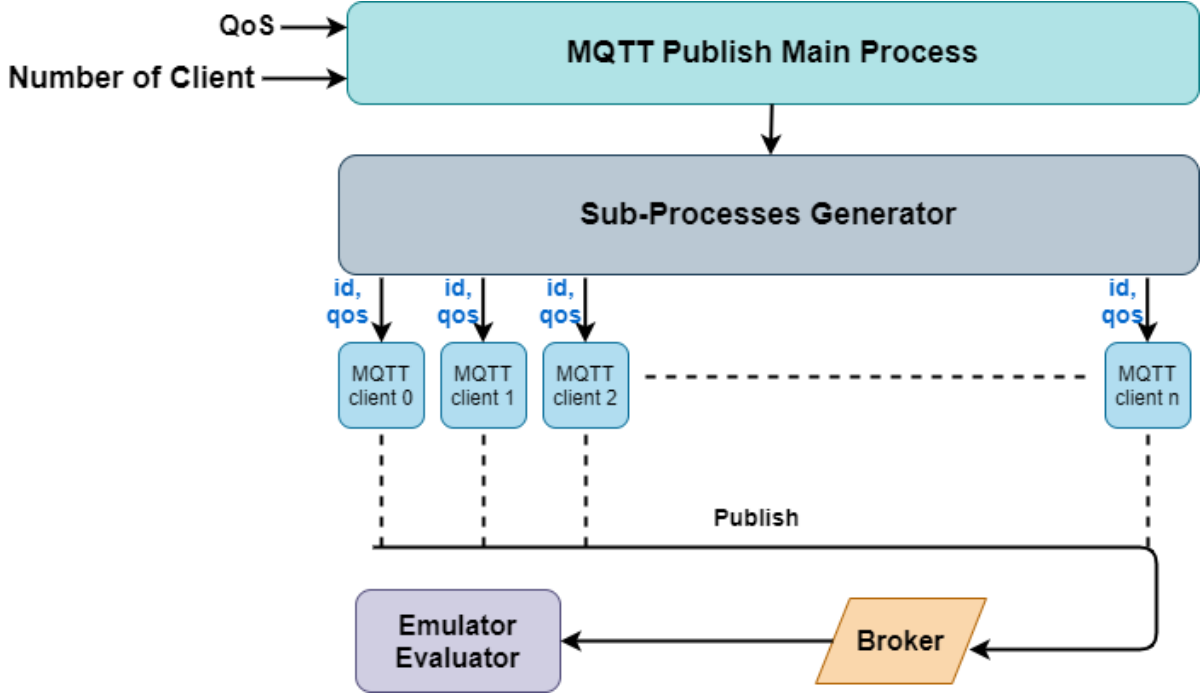 QoS
MQTT Publish Main Process
Number of Client
Sub-Processes Generator
id,
qos
id,
qos
id,
qos
id,
qos
MQTT
client 0
MQTT
client 1
MQTT
client 2
MQTT
client n
Publish
Emulator
Evaluator
Broker